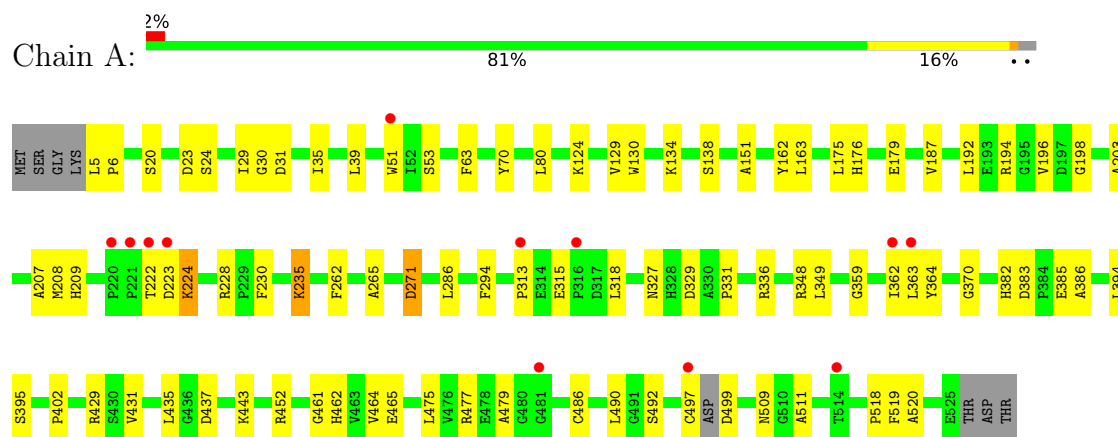 2%
Chain A:
81% 16% • •
MET SER GLY LYS L5 P6 S20 D23 S24 I29 G30 D31 I35 L39 W51 I52 S53 F63 Y70 L80 K124 V129 W130 K134 S138 A151 Y162 L163 L175 H176 E179 V187 L192 E193 R194 G195 V196 D197 G198
A207 M208 H209 P220 P221 T222 D223 K224 R228 P229 F230 K235 F262 A265 D271 L286 F294 P313 E314 E315 P316 D317 L318 N327 H328 D329 A330 P331 R336 R348 L349 G359 I362 L363 Y364 G370 H382 D383 P384 E385 A386
S395 P402 R429 S430 V431 L435 G436 D437 K443 R452 G461 H462 V463 V464 E465 L475 V476 R477 E478 A479 G480 G481 C486 L490 G491 S492 C497 ASP D499 N509 G510 A511 T514 P518 F519 A520 E525 THR ASP THR